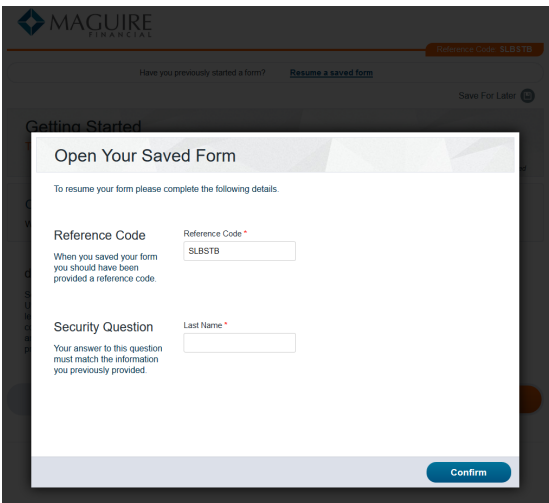 MAGUIRE
FINANCIAL
Reference Code: SLBSTB
Have you previously started a form? Resume a saved form
Save For Later
Getting Started
Open Your Saved Form
To resume your form please complete the following details.
Reference Code
When you saved your form
you should have been
provided a reference code.
Reference Code *
SLBSTB
Security Question
Your answer to this question
must match the information
you previously provided.
Last Name *
Confirm